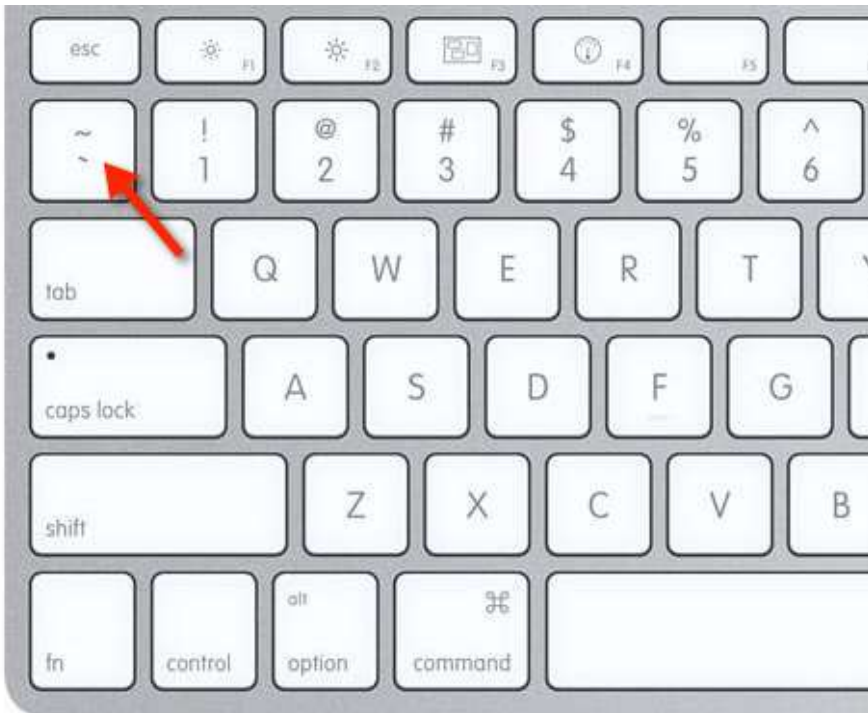 esc F1 F2 F3 F4 F5
~ ! @ # $ % ^
` 1 2 3 4 5 6
tab Q W E R T
caps lock A S D F G
shift Z X C V B
alt ⌘
fn control option command